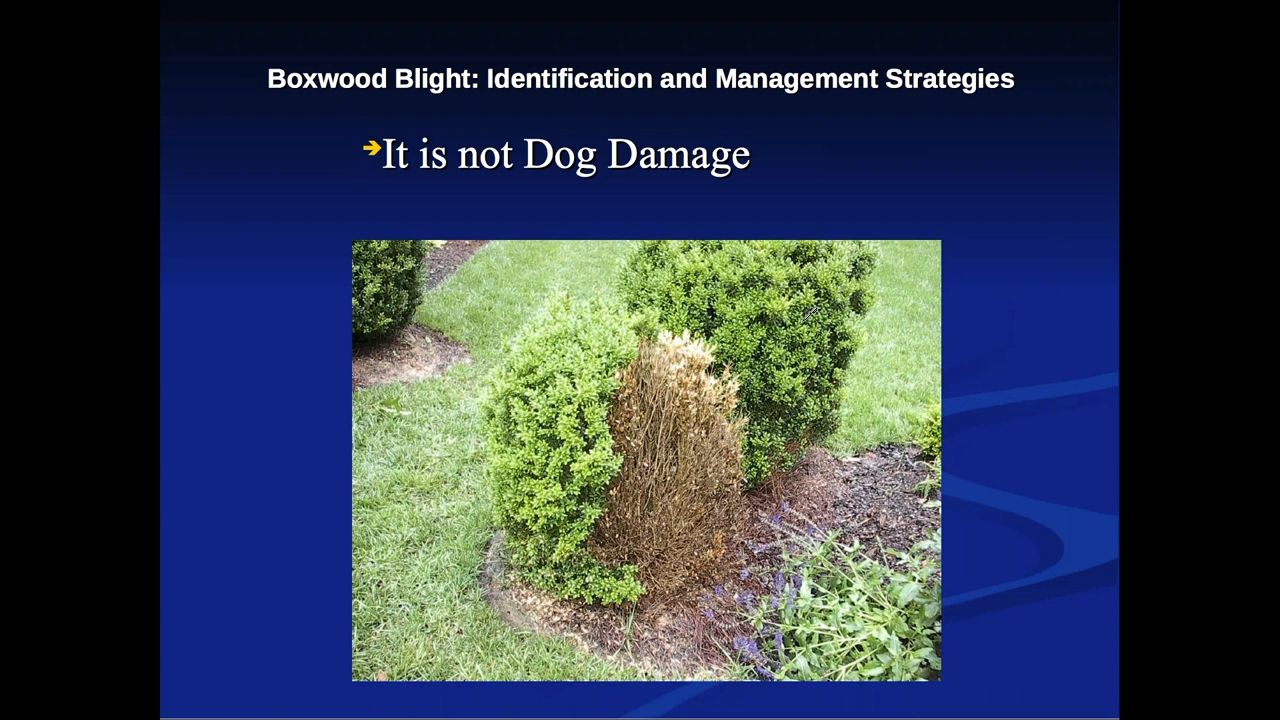 Boxwood Blight: Identification and Management Strategies
It is not Dog Damage